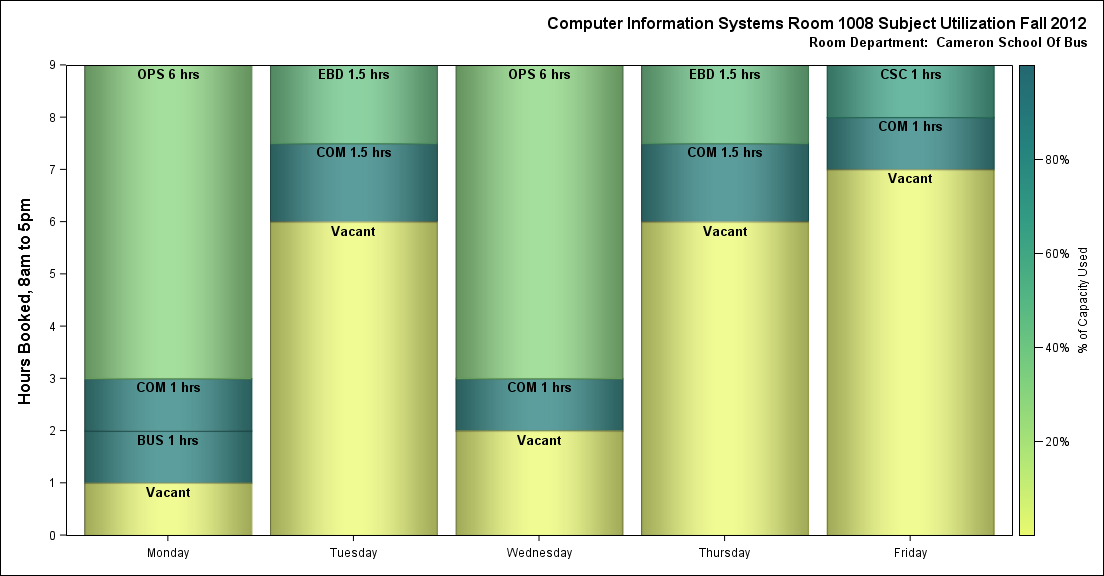 Computer Information Systems Room 1008 Subject Utilization Fall 2012
Room Department:  Cameron School Of Bus
Hours Booked, 8am to 5pm
9
8
7
6
5
4
3
2
1
0
OPS 6 hrs
COM 1 hrs
BUS 1 hrs
Vacant
EBD 1.5 hrs
COM 1.5 hrs
Vacant
OPS 6 hrs
COM 1 hrs
Vacant
EBD 1.5 hrs
COM 1.5 hrs
Vacant
CSC 1 hrs
COM 1 hrs
Vacant
Monday
Tuesday
Wednesday
Thursday
Friday
80%
60%
40%
20%
% of Capacity Used